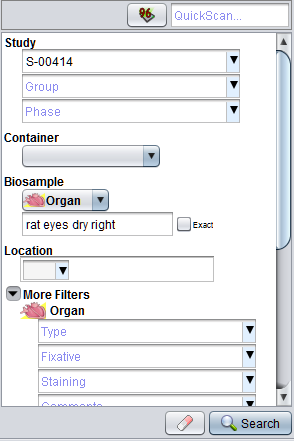 QuickScan...
Study
S-00414
Group
Phase
Container
Biosample
Organ
rat eyes dry right
Exact
Location
More Filters
Organ
Type
Fixative
Staining
Comments
Search